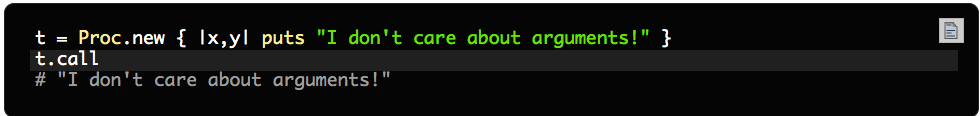 t = Proc.new { |x,y| puts "I don't care about arguments!" }
t.call
# "I don't care about arguments!"